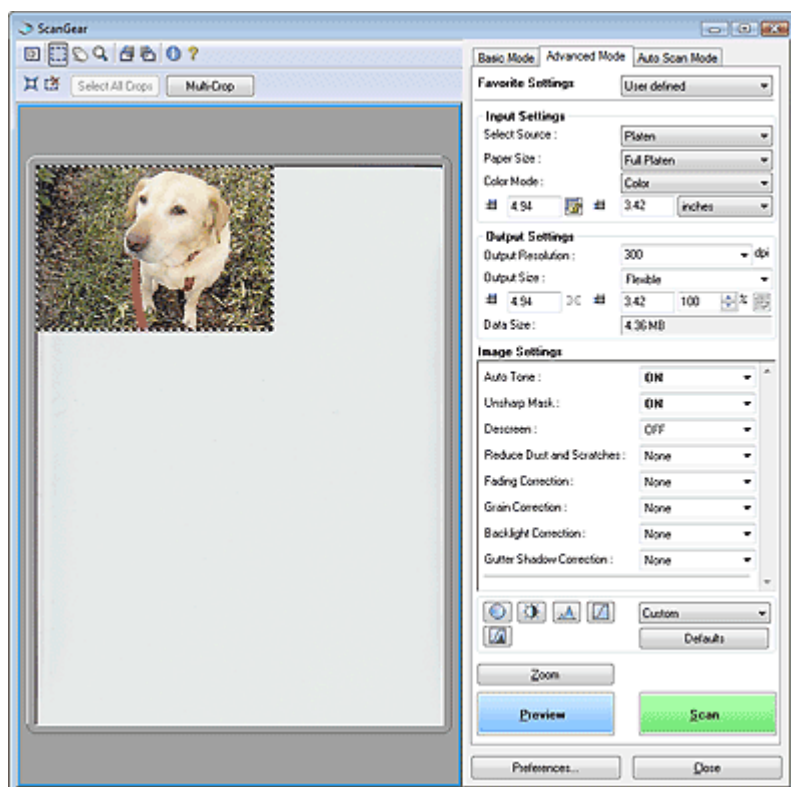 ScanGear
Select All Crops Multi-Crop
Basic Mode Advanced Mode Auto Scan Mode
Favorite Settings User defined
Input Settings
Select Source : Platen
Paper Size : Full Platen
Color Mode : Color
4.94 3.42 inches
Output Settings
Output Resolution : 300 dpi
Output Size : Flexible
4.94 3.42 100 %
Data Size : 4.36 MB
Image Settings
Auto Tone : ON
Unsharp Mask : ON
Descreen : OFF
Reduce Dust and Scratches : None
Fading Correction : None
Grain Correction : None
Backlight Correction : None
Gutter Shadow Correction : None
Custom
Defaults
Zoom
Preview Scan
Preferences... Close